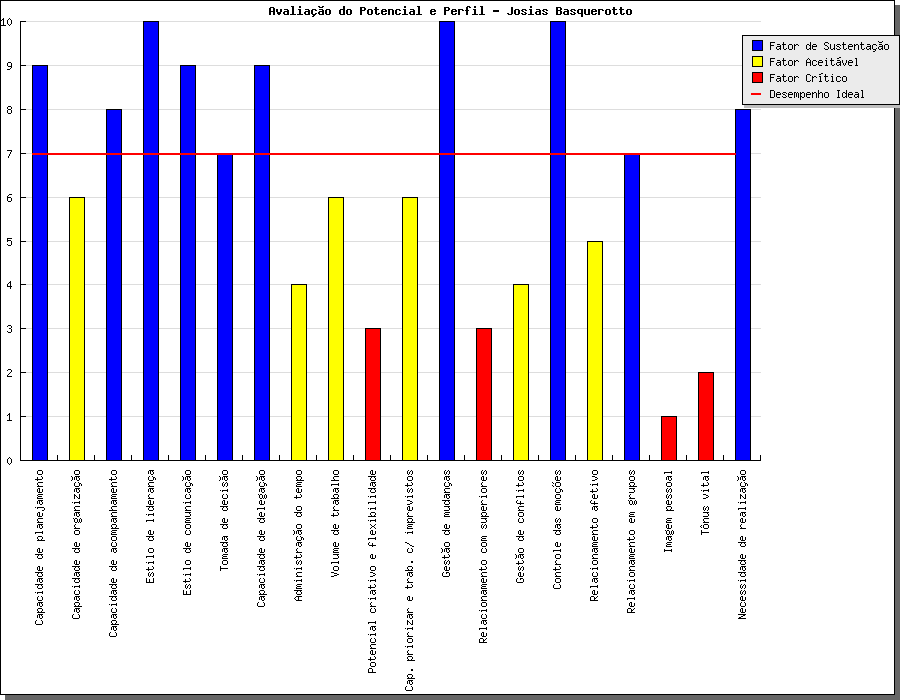 Avaliação do Potencial e Perfil - Josias Basquerotto
Fator de Sustentação
Fator Aceitável
Fator Crítico
Desempenho Ideal
10
9
8
7
6
5
4
3
2
1
0
Capacidade de planejamento
Capacidade de organização
Capacidade de acompanhamento
Estilo de liderança
Estilo de comunicação
Tomada de decisão
Capacidade de delegação
Administração do tempo
Volume de trabalho
Potencial criativo e flexibilidade
Cap. priorizar e trab. c/ imprevistos
Gestão de mudanças
Relacionamento com superiores
Gestão de conflitos
Controle das emoções
Relacionamento afetivo
Relacionamento em grupos
Imagem pessoal
Tônus vital
Necessidade de realização